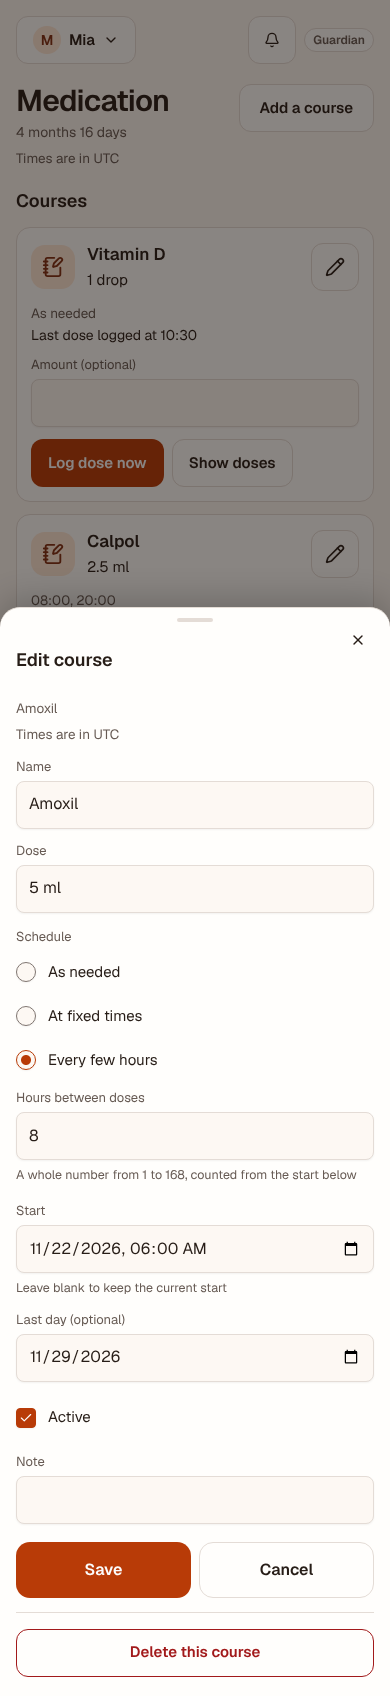 M Mia
Guardian
Medication
Add a course
4 months 16 days
Times are in UTC
Courses
Vitamin D
1 drop
As needed
Last dose logged at 10:30
Amount (optional)
Log dose now
Show doses
Calpol
2.5 ml
08:00, 20:00
Edit course
Amoxil
Times are in UTC
Name
Amoxil
Dose
5 ml
Schedule
As needed
At fixed times
Every few hours
Hours between doses
8
A whole number from 1 to 168, counted from the start below
Start
11/22/2026, 06:00 AM
Leave blank to keep the current start
Last day (optional)
11/29/2026
Active
Note
Save
Cancel
Delete this course